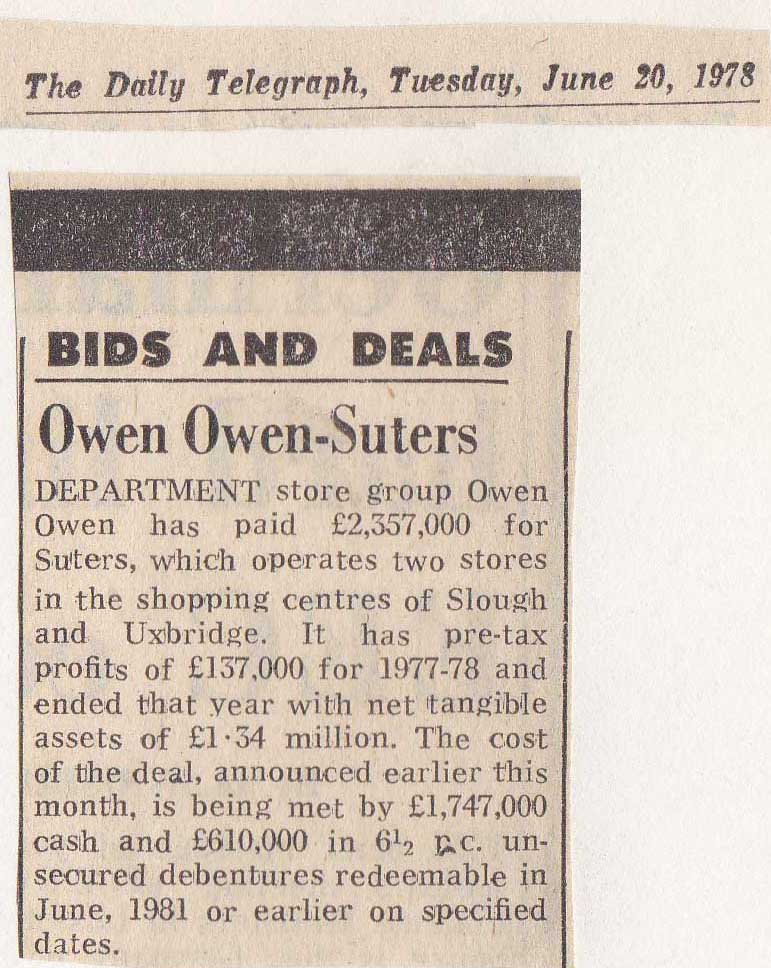 The Daily Telegraph, Tuesday, June 20, 1978
BIDS AND DEALS
Owen Owen-Suters
DEPARTMENT store group Owen
Owen has paid £2,357,000 for
Suters, which operates two stores
in the shopping centres of Slough
and Uxbridge. It has pre-tax
profits of £137,000 for 1977-78 and
ended that year with net tangible
assets of £1·34 million. The cost
of the deal, announced earlier this
month, is being met by £1,747,000
cash and £610,000 in 6½ p.c. un-
secured debentures redeemable in
June, 1981 or earlier on specified
dates.